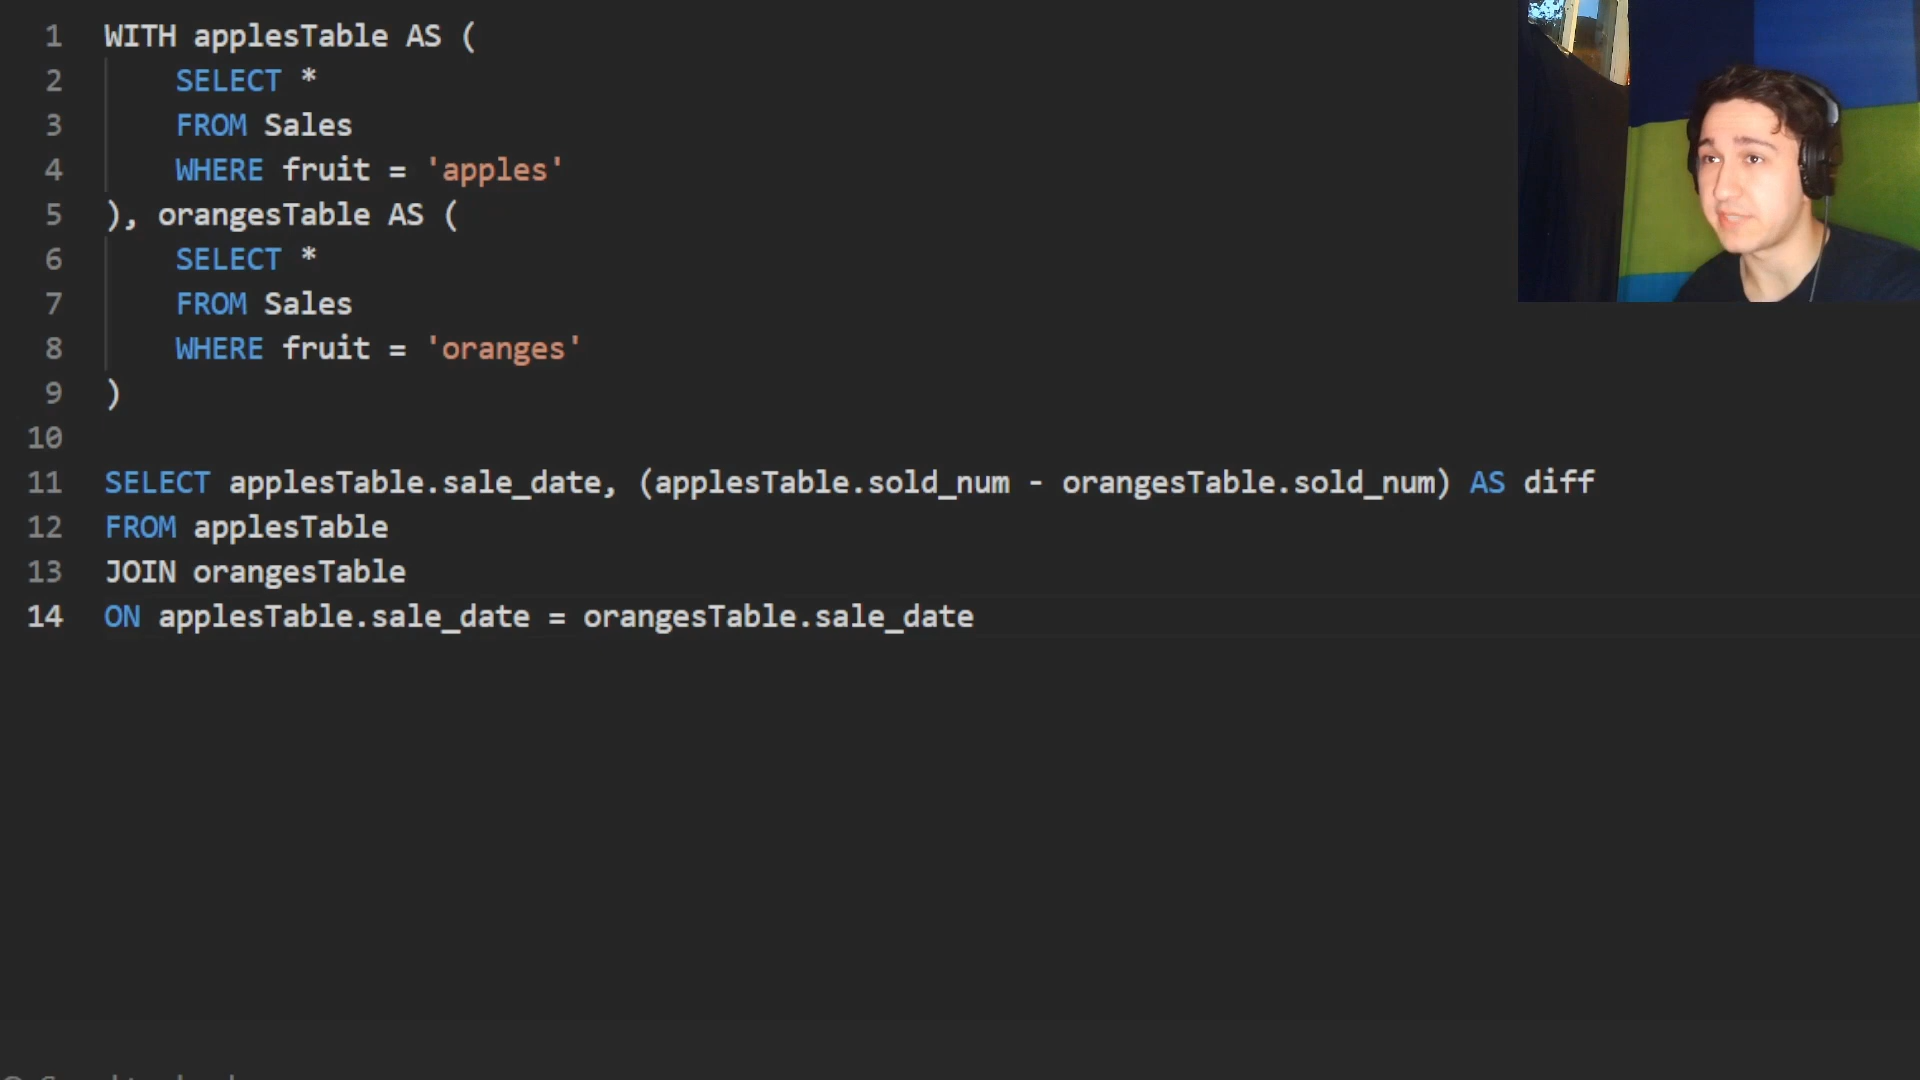 1 WITH applesTable AS (
2 SELECT *
3 FROM Sales
4 WHERE fruit = 'apples'
5 ), orangesTable AS (
6 SELECT *
7 FROM Sales
8 WHERE fruit = 'oranges'
9 )
10
11 SELECT applesTable.sale_date, (applesTable.sold_num - orangesTable.sold_num) AS diff
12 FROM applesTable
13 JOIN orangesTable
14 ON applesTable.sale_date = orangesTable.sale_date